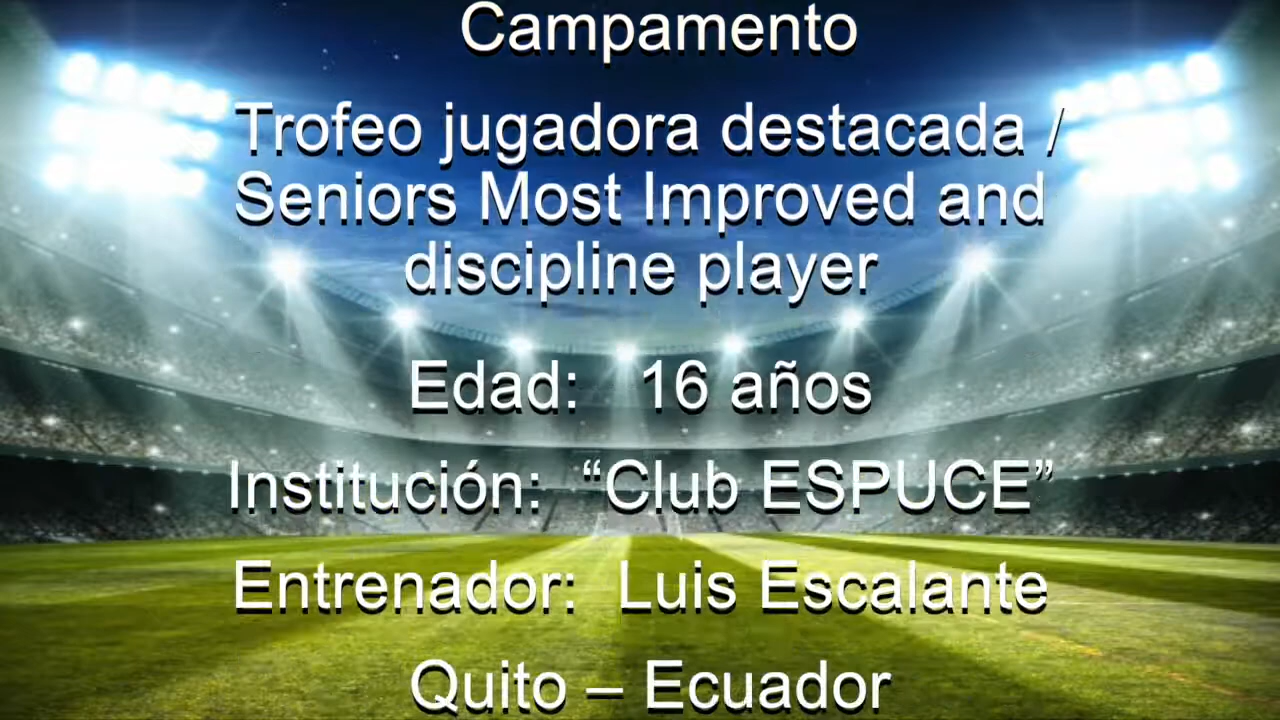 Campamento
Trofeo jugadora destacada /
Seniors Most Improved and
discipline player
Edad: 16 años
Institución: “Club ESPUCE”
Entrenador: Luis Escalante
Quito – Ecuador